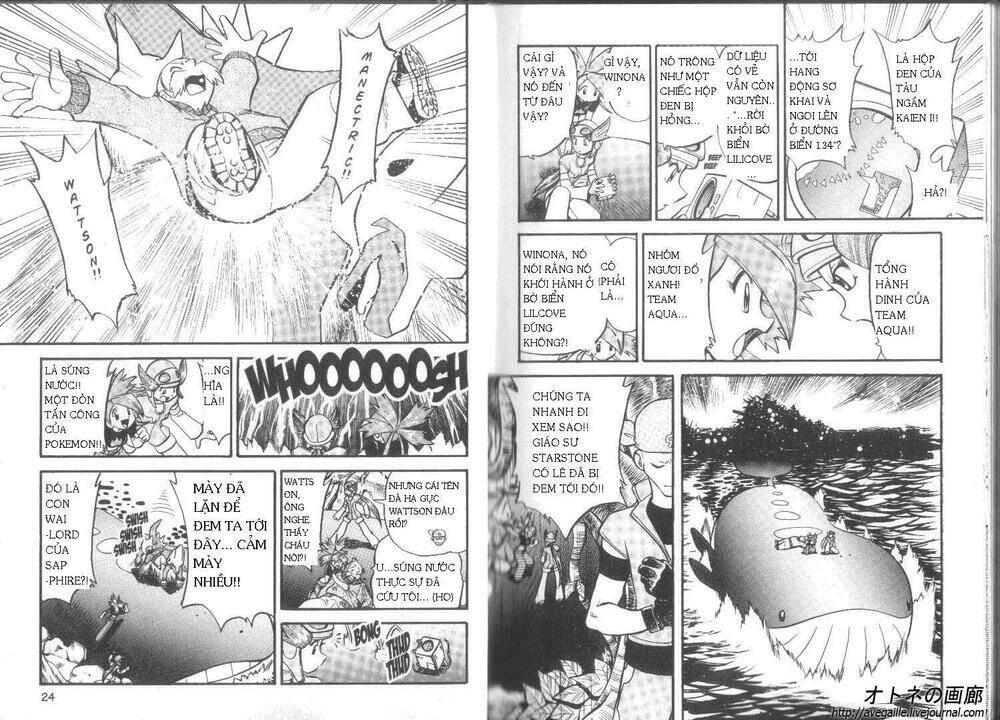 MANECTRIC!!
WATTSON!!
LÀ SÚNG
NƯỚC!!
MỘT ĐÒN
TẤN CÔNG
CỦA
POKEMON!!
...NG
HĨA
LÀ!!
WHOOOOOOSH
ĐÓ LÀ
CON
WAI
-LORD
CỦA
SAP
-PHIRE?!
SWISH
SWISH
SWISH
MÀY ĐÃ
LẶN ĐỂ
ĐEM TA TỚI
ĐÂY... CẢM
MÀY
NHIỀU!!
WATTS
ON,
ÔNG
NGHE
THẤY
CHÁU
NÓI?!
NHƯNG CÁI TÊN
ĐÃ HẠ GỤC
WATTSON ĐÂU
RỒI?
U...SÚNG NƯỚC
THỰC SỰ ĐÃ
CỨU TÔI... (HO)
BONG
THUD
THUD
24
CÁI GÌ
VẬY? VÀ
NÓ ĐẾN
TỪ ĐÂU
VẬY?
GÌ VẬY,
WINONA
?
NÓ TRÔNG
NHƯ MỘT
CHIẾC HỘP
ĐEN BỊ
HỎNG...
BEEP
BEEP
DỮ LIỆU
CÓ VẺ
VẪN CÒN
NGUYÊN..
. "...RỜI
KHỎI BỜ
BIỂN
LILICOVE
...
...TỚI
HANG
ĐỘNG SƠ
KHAI VÀ
NGOI LÊN
Ở ĐƯỜNG
BIỂN 134"?
LÀ HỘP
ĐEN CỦA
TÀU
NGẦM
KAIEN 1!!
HẢ?!
WINONA, NÓ
NÓI RẰNG NÓ
KHỞI HÀNH Ở
BỜ BIỂN
LILCOVE
ĐÚNG
KHÔNG?!
CÓ
PHẢI
LÀ...
NHÓM
NGƯƠI ĐỒ
XANH!
TEAM
AQUA...
TỔNG
HÀNH
DINH CỦA
TEAM
AQUA!!
CHÚNG TA
NHANH ĐI
XEM SAO!!
GIÁO SƯ
STARSTONE
CÓ LẼ ĐÃ BỊ
ĐEM TỚI ĐÓ!!
オトネの画廊
http://avegaille.livejournal.com/